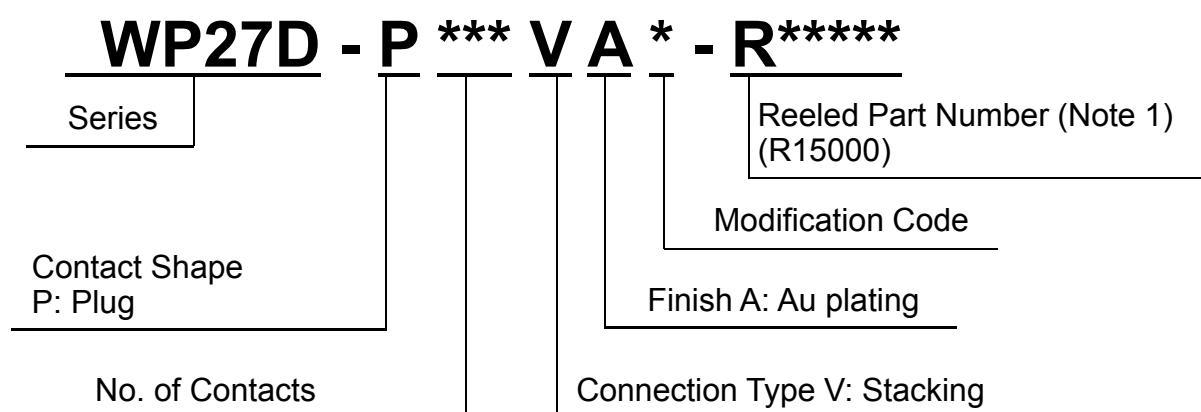 WP27D - P *** V A * - R*****
Series
Reeled Part Number (Note 1)
(R15000)
Modification Code
Contact Shape
P: Plug
Finish A: Au plating
No. of Contacts
Connection Type V: Stacking